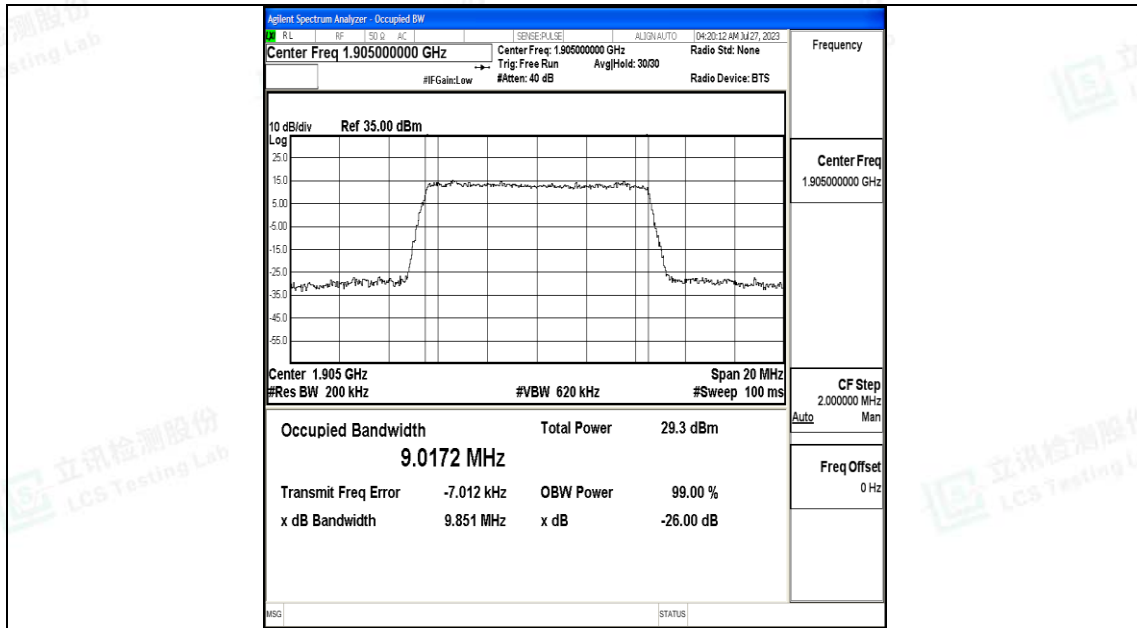 Agilent Spectrum Analyzer - Occupied BW
LXI RL RF 50 Ω AC SENSE:PULSE ALIGN AUTO 04:20:12 AM Jul 27, 2023
Center Freq 1.905000000 GHz
Center Freq: 1.905000000 GHz
Radio Std: None
Trig: Free Run Avg|Hold: 30/30
#IFGain:Low
#Atten: 40 dB
Radio Device: BTS
10 dB/div Ref 35.00 dBm
Log
25.0
15.0
5.00
-5.00
-15.0
-25.0
-35.0
-45.0
-55.0
Center 1.905 GHz Span 20 MHz
#Res BW 200 kHz #VBW 620 kHz #Sweep 100 ms
Occupied Bandwidth Total Power 29.3 dBm
9.0172 MHz
Transmit Freq Error -7.012 kHz OBW Power 99.00 %
x dB Bandwidth 9.851 MHz x dB -26.00 dB
MSG STATUS
Frequency
Center Freq
1.905000000 GHz
CF Step
2.000000 MHz
Auto Man
Freq Offset
0 Hz
立讯检测股份
LCS Testing Lab
立讯检测股份